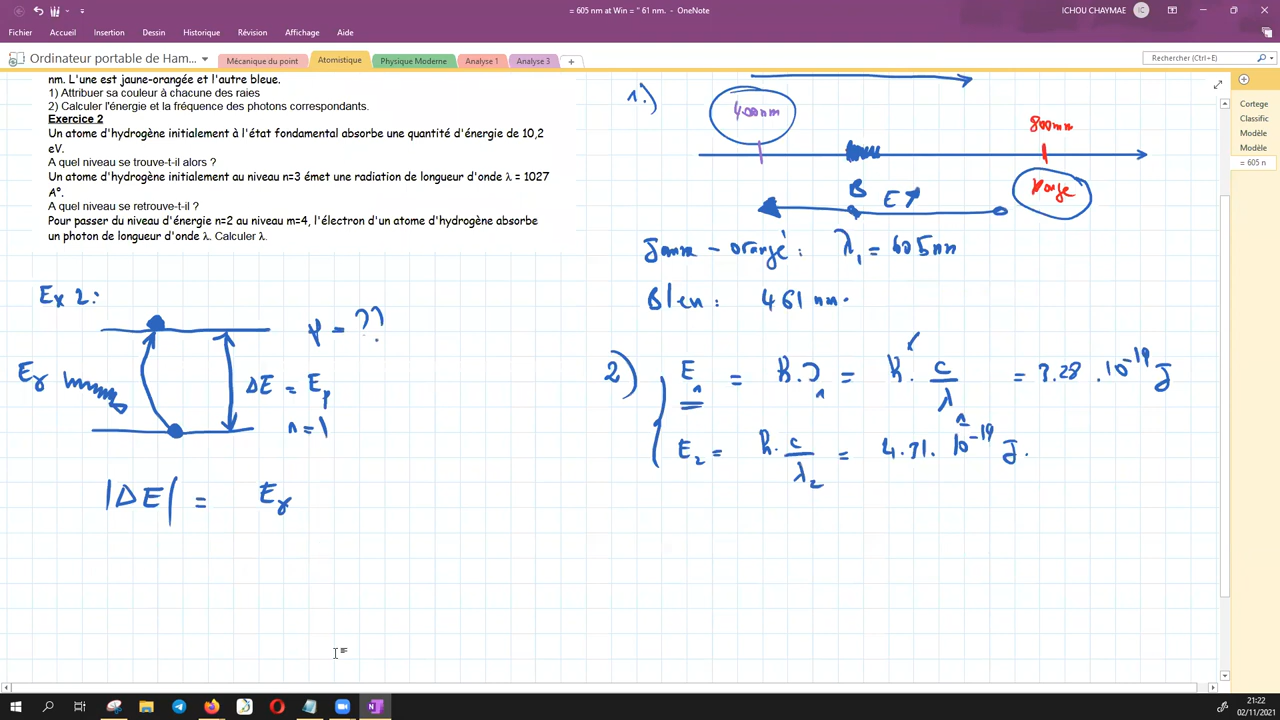 = 605 nm at Win = " 61 nm. - OneNote
ICHOU CHAYMAE
Fichier Accueil Insertion Dessin Historique Révision Affichage Aide
Ordinateur portable de Ham... Mécanique du point Atomistique Physique Moderne Analyse 1 Analyse 3 +
Rechercher (Ctrl+E)
nm. L'une est jaune-orangée et l'autre bleue.
1) Attribuer sa couleur à chacune des raies
2) Calculer l'énergie et la fréquence des photons correspondants.
Exercice 2
Un atome d'hydrogène initialement à l'état fondamental absorbe une quantité d'énergie de 10,2
eV.
A quel niveau se trouve-t-il alors ?
Un atome d'hydrogène initialement au niveau n=3 émet une radiation de longueur d'onde λ = 1027
A°.
A quel niveau se retrouve-t-il ?
Pour passer du niveau d'énergie n=2 au niveau m=4, l'électron d'un atome d'hydrogène absorbe
un photon de longueur d'onde λ. Calculer λ.
Ex 2:
p = ??
Eγ
ΔE = Ep
n = 1
|ΔE| = Eγ
1.)
400nm
800nm
B E
Rouge
Jaune - orangé : λ1 = 605nm
Bleu : 461 nm.
2) E1 = h.ν1 = h. c/λ1 = 3.28 . 10^-19 J
E2 = h. c/λ2 = 4.31. 10^-19 J.
Cortege
Classific
Modèle
Modèle
= 605 n
21:22
02/11/2021